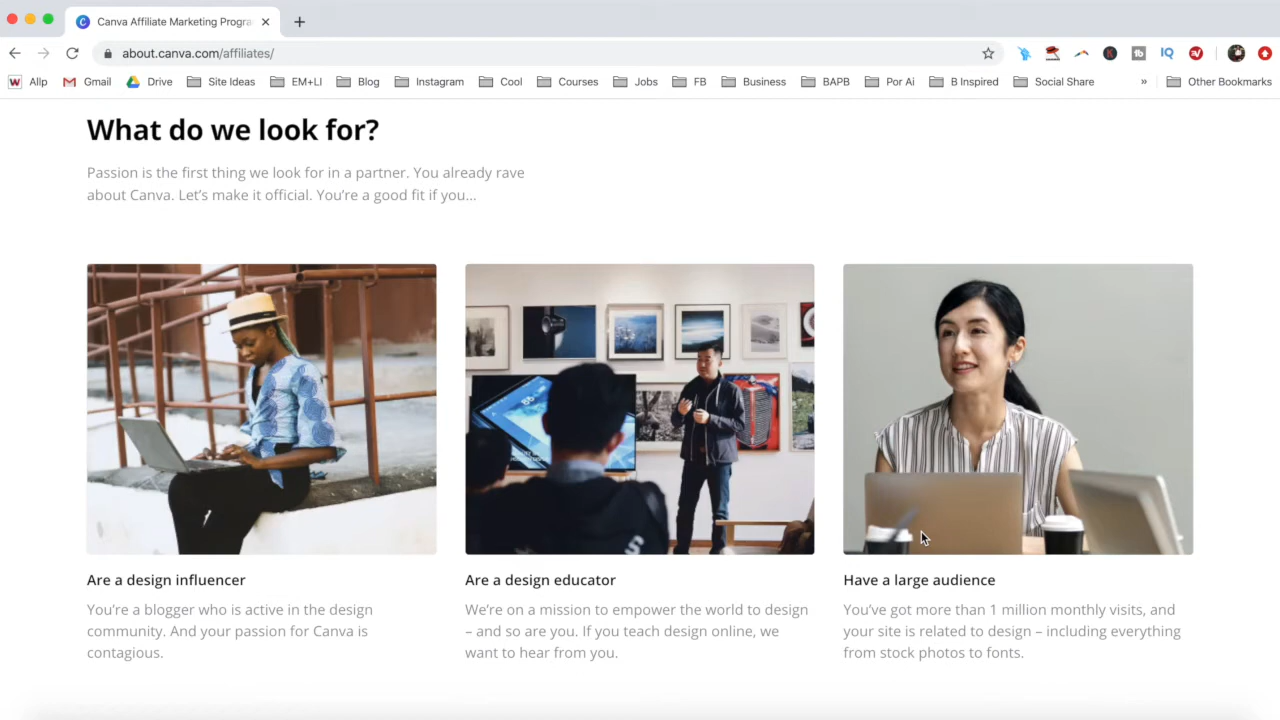 Canva Affiliate Marketing Progra
about.canva.com/affiliates/
Allp Gmail Drive Site Ideas EM+LI Blog Instagram Cool Courses Jobs FB Business BAPB Por Ai B Inspired Social Share » Other Bookmarks
What do we look for?
Passion is the first thing we look for in a partner. You already rave
about Canva. Let’s make it official. You’re a good fit if you...
Are a design influencer
You’re a blogger who is active in the design
community. And your passion for Canva is
contagious.
Are a design educator
We’re on a mission to empower the world to design
– and so are you. If you teach design online, we
want to hear from you.
Have a large audience
You’ve got more than 1 million monthly visits, and
your site is related to design – including everything
from stock photos to fonts.